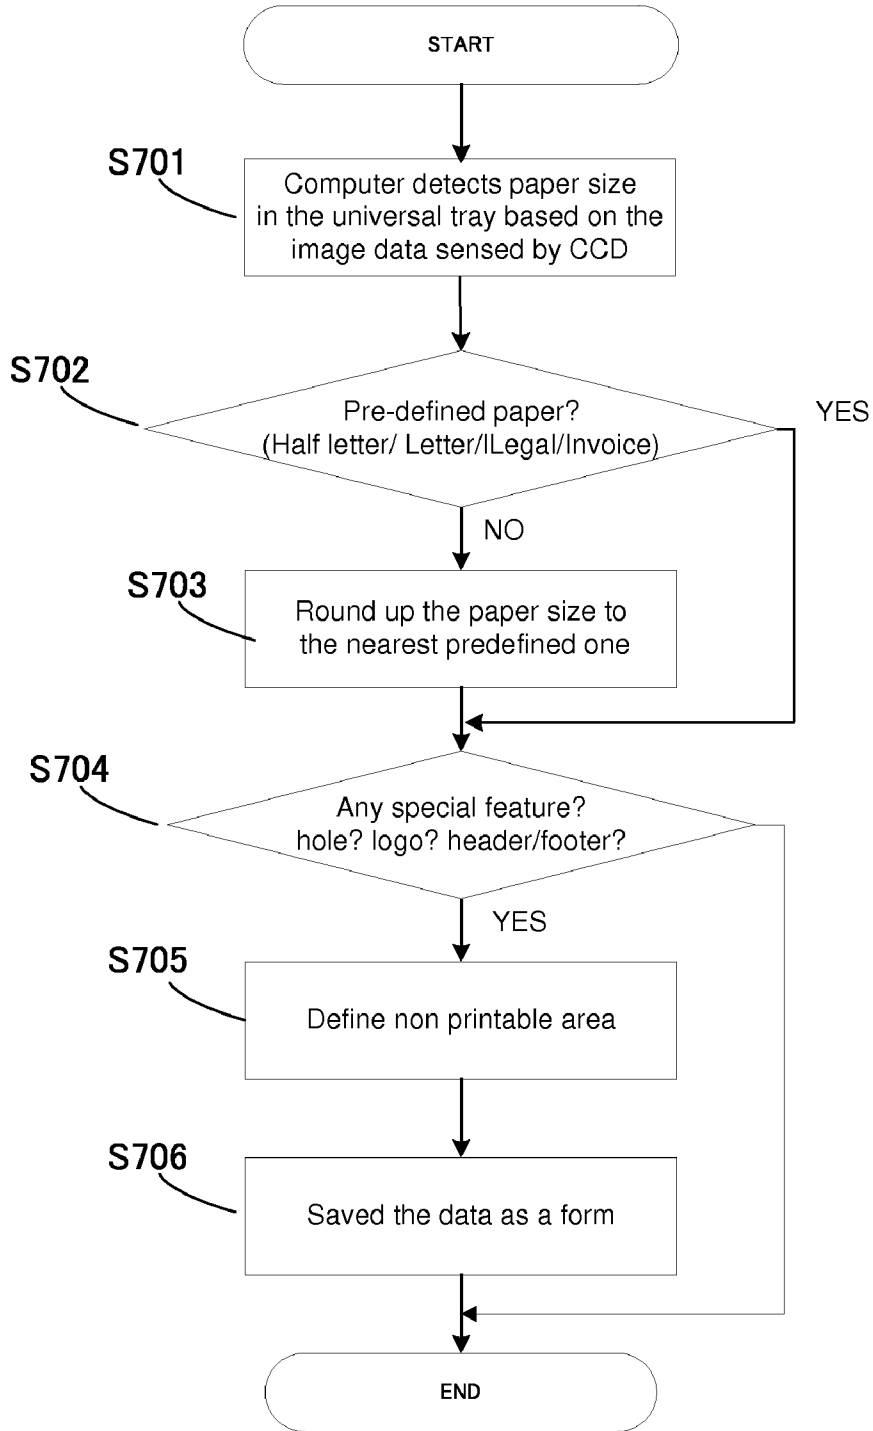 START
S701
Computer detects paper size
in the universal tray based on the
image data sensed by CCD
S702
Pre-defined paper?
(Half letter/ Letter/lLegal/Invoice)
YES
NO
S703
Round up the paper size to
the nearest predefined one
S704
Any special feature?
hole? logo? header/footer?
YES
S705
Define non printable area
S706
Saved the data as a form
END